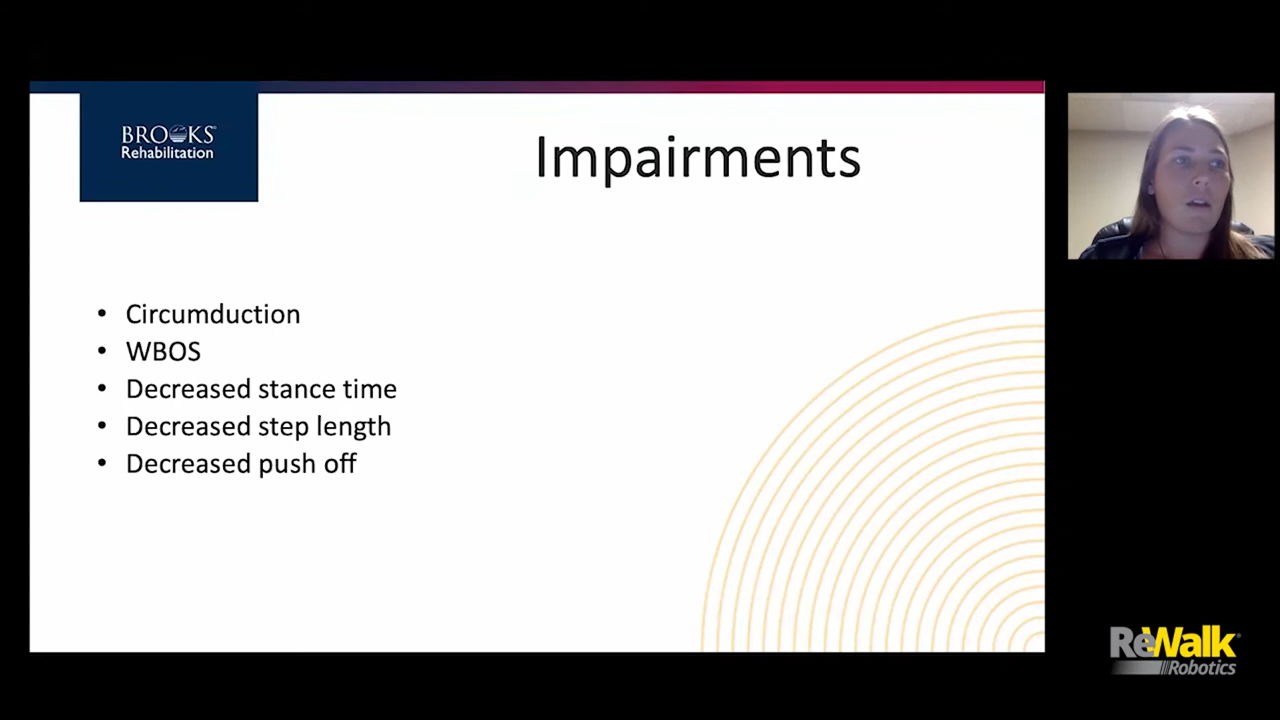 BROOKS
Rehabilitation
Impairments
• Circumduction
• WBOS
• Decreased stance time
• Decreased step length
• Decreased push off
ReWalk
Robotics